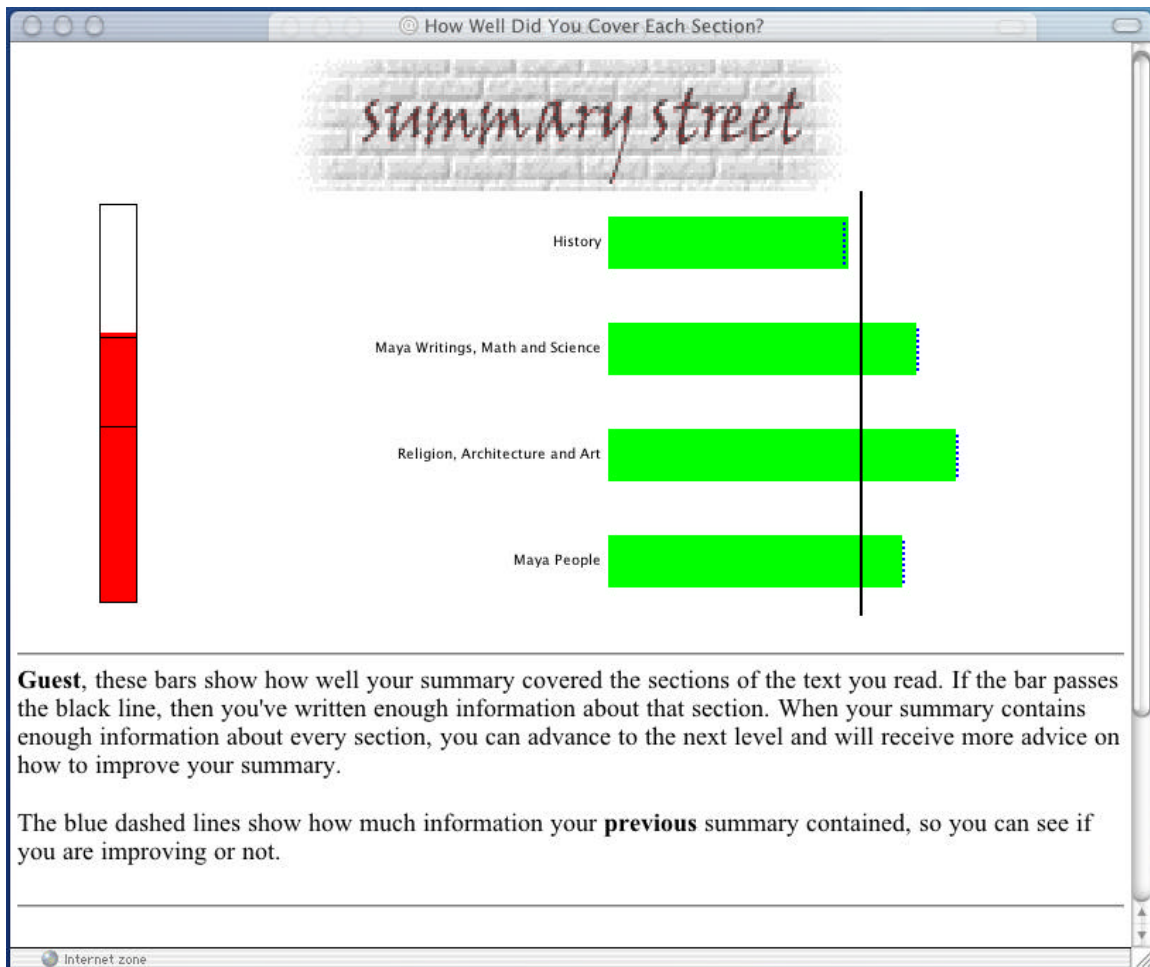 @ How Well Did You Cover Each Section?
summary street
History
Maya Writings, Math and Science
Religion, Architecture and Art
Maya People
Guest, these bars show how well your summary covered the sections of the text you read. If the bar passes
the black line, then you've written enough information about that section. When your summary contains
enough information about every section, you can advance to the next level and will receive more advice on
how to improve your summary.
The blue dashed lines show how much information your previous summary contained, so you can see if
you are improving or not.
Internet zone